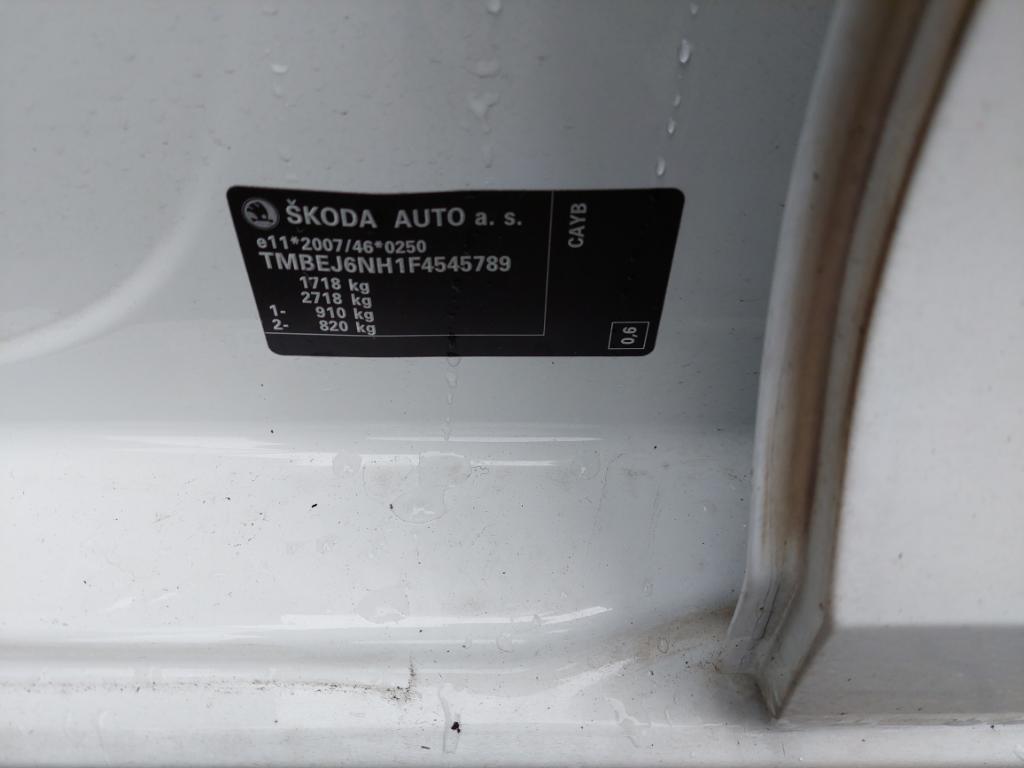 ŠKODA AUTO a. s.
e11*2007/46*0250
TMBEJ6NH1F4545789
1718 kg
2718 kg
1- 910 kg
2- 820 kg
CAYB
0,6